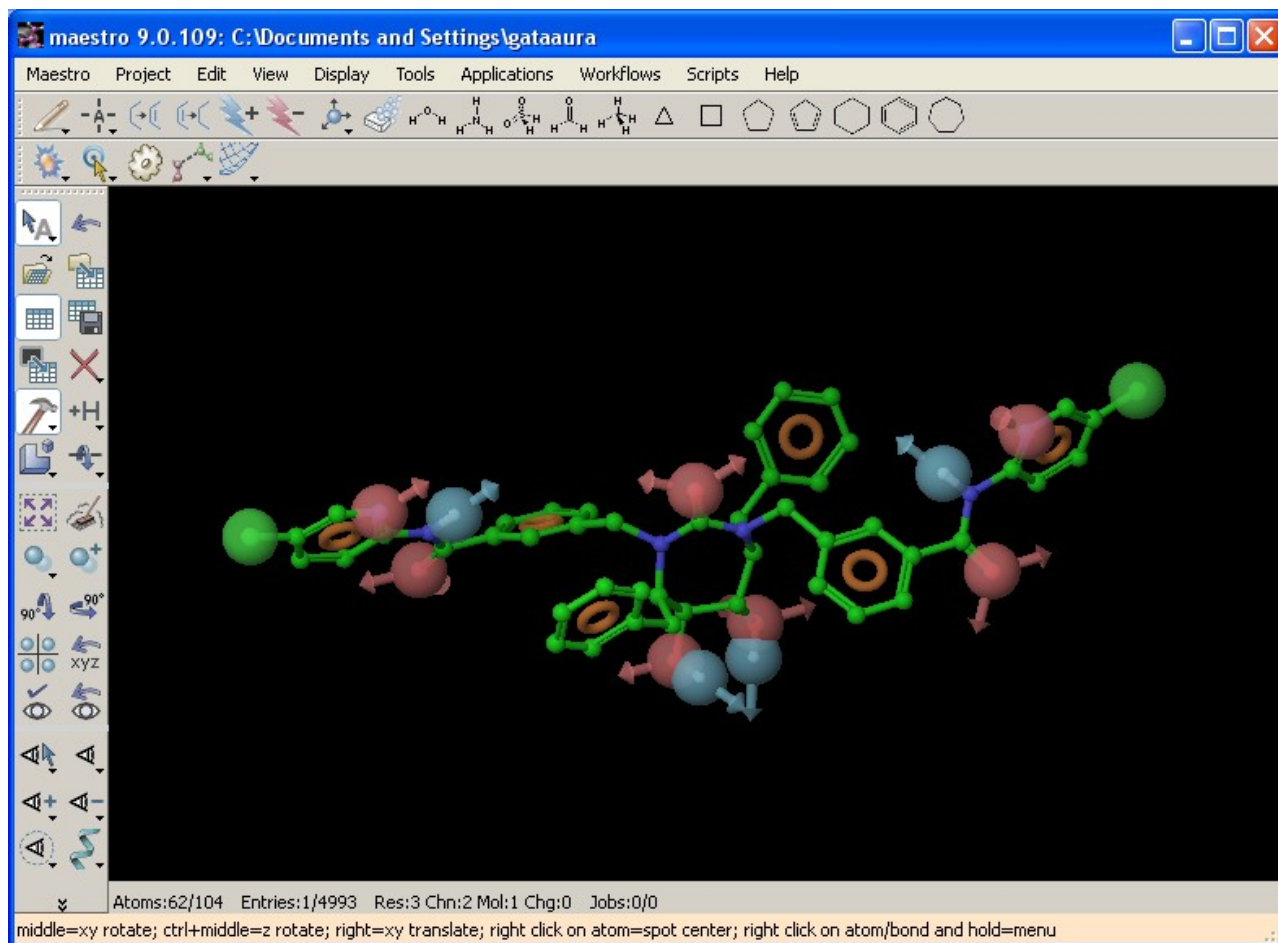 maestro 9.0.109: C:\Documents and Settings\gataaura
Maestro Project Edit View Display Tools Applications Workflows Scripts Help
A H O H H H N H O H O H H H H H
A
+H
90° 90°
xyz
Atoms:62/104 Entries:1/4993 Res:3 Chn:2 Mol:1 Chg:0 Jobs:0/0
middle=xy rotate; ctrl+middle=z rotate; right=xy translate; right click on atom=spot center; right click on atom/bond and hold=menu